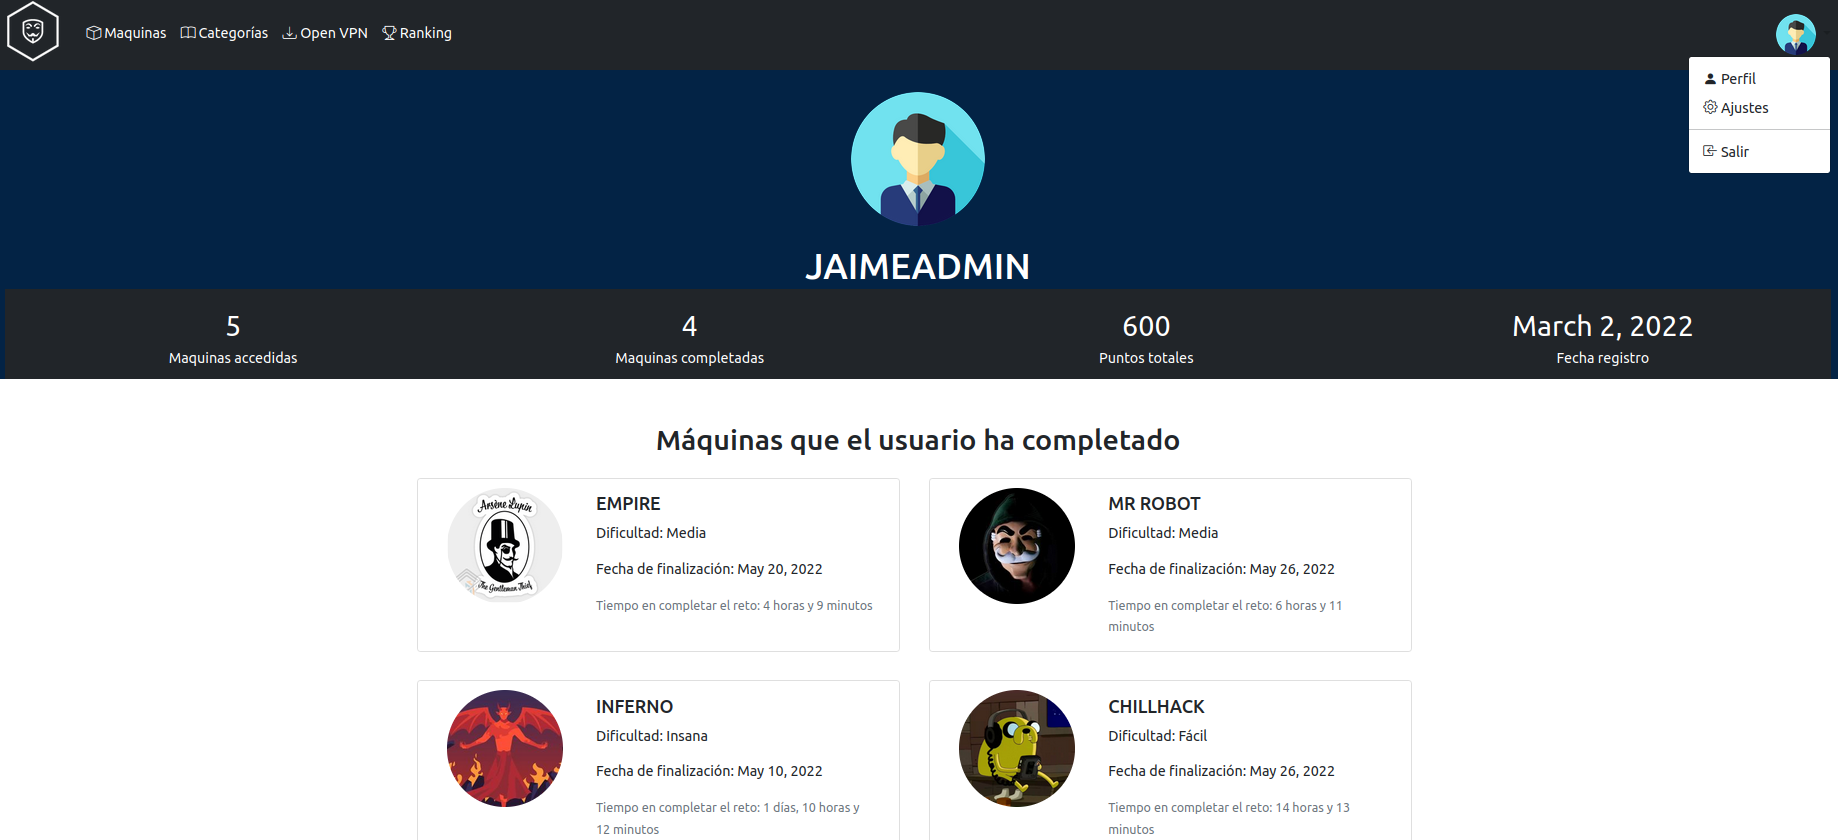 Maquinas Categorías Open VPN Ranking
Perfil
Ajustes
Salir
JAIMEADMIN
5
Maquinas accedidas
4
Maquinas completadas
600
Puntos totales
March 2, 2022
Fecha registro
Máquinas que el usuario ha completado
Arsène Lupin
The Gentleman Thief
EMPIRE
Dificultad: Media
Fecha de finalización: May 20, 2022
Tiempo en completar el reto: 4 horas y 9 minutos
MR ROBOT
Dificultad: Media
Fecha de finalización: May 26, 2022
Tiempo en completar el reto: 6 horas y 11
minutos
INFERNO
Dificultad: Insana
Fecha de finalización: May 10, 2022
Tiempo en completar el reto: 1 días, 10 horas y
12 minutos
CHILLHACK
Dificultad: Fácil
Fecha de finalización: May 26, 2022
Tiempo en completar el reto: 14 horas y 13
minutos